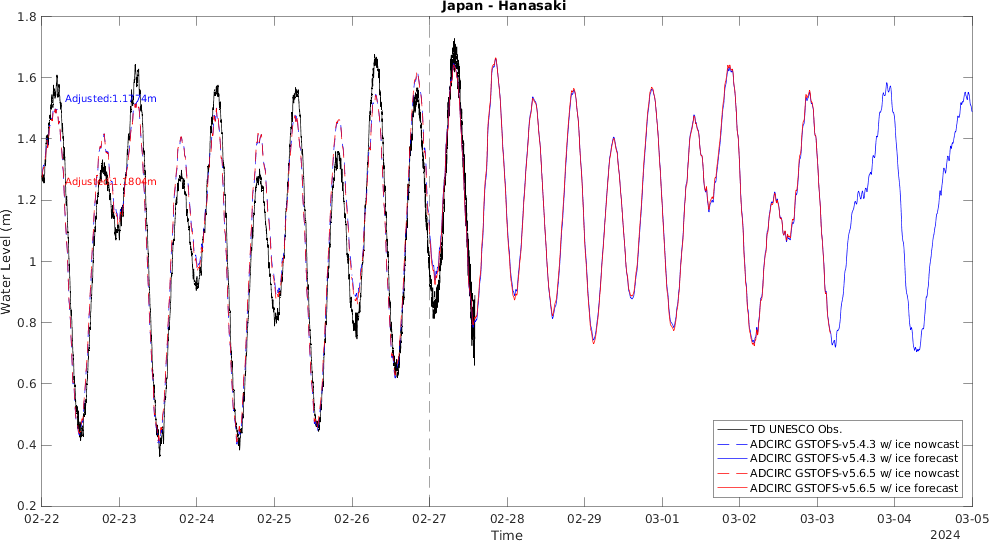 Japan - Hanasaki
1.8
1.6
1.4
1.2
1
0.8
0.6
0.4
0.2
Water Level (m)
Adjusted:1.1274m
Adjusted:1.1804m
TD UNESCO Obs.
ADCIRC GSTOFS-v5.4.3 w/ ice nowcast
ADCIRC GSTOFS-v5.4.3 w/ ice forecast
ADCIRC GSTOFS-v5.6.5 w/ ice nowcast
ADCIRC GSTOFS-v5.6.5 w/ ice forecast
02-22 02-23 02-24 02-25 02-26 02-27 02-28 02-29 03-01 03-02 03-03 03-04 03-05
Time 2024